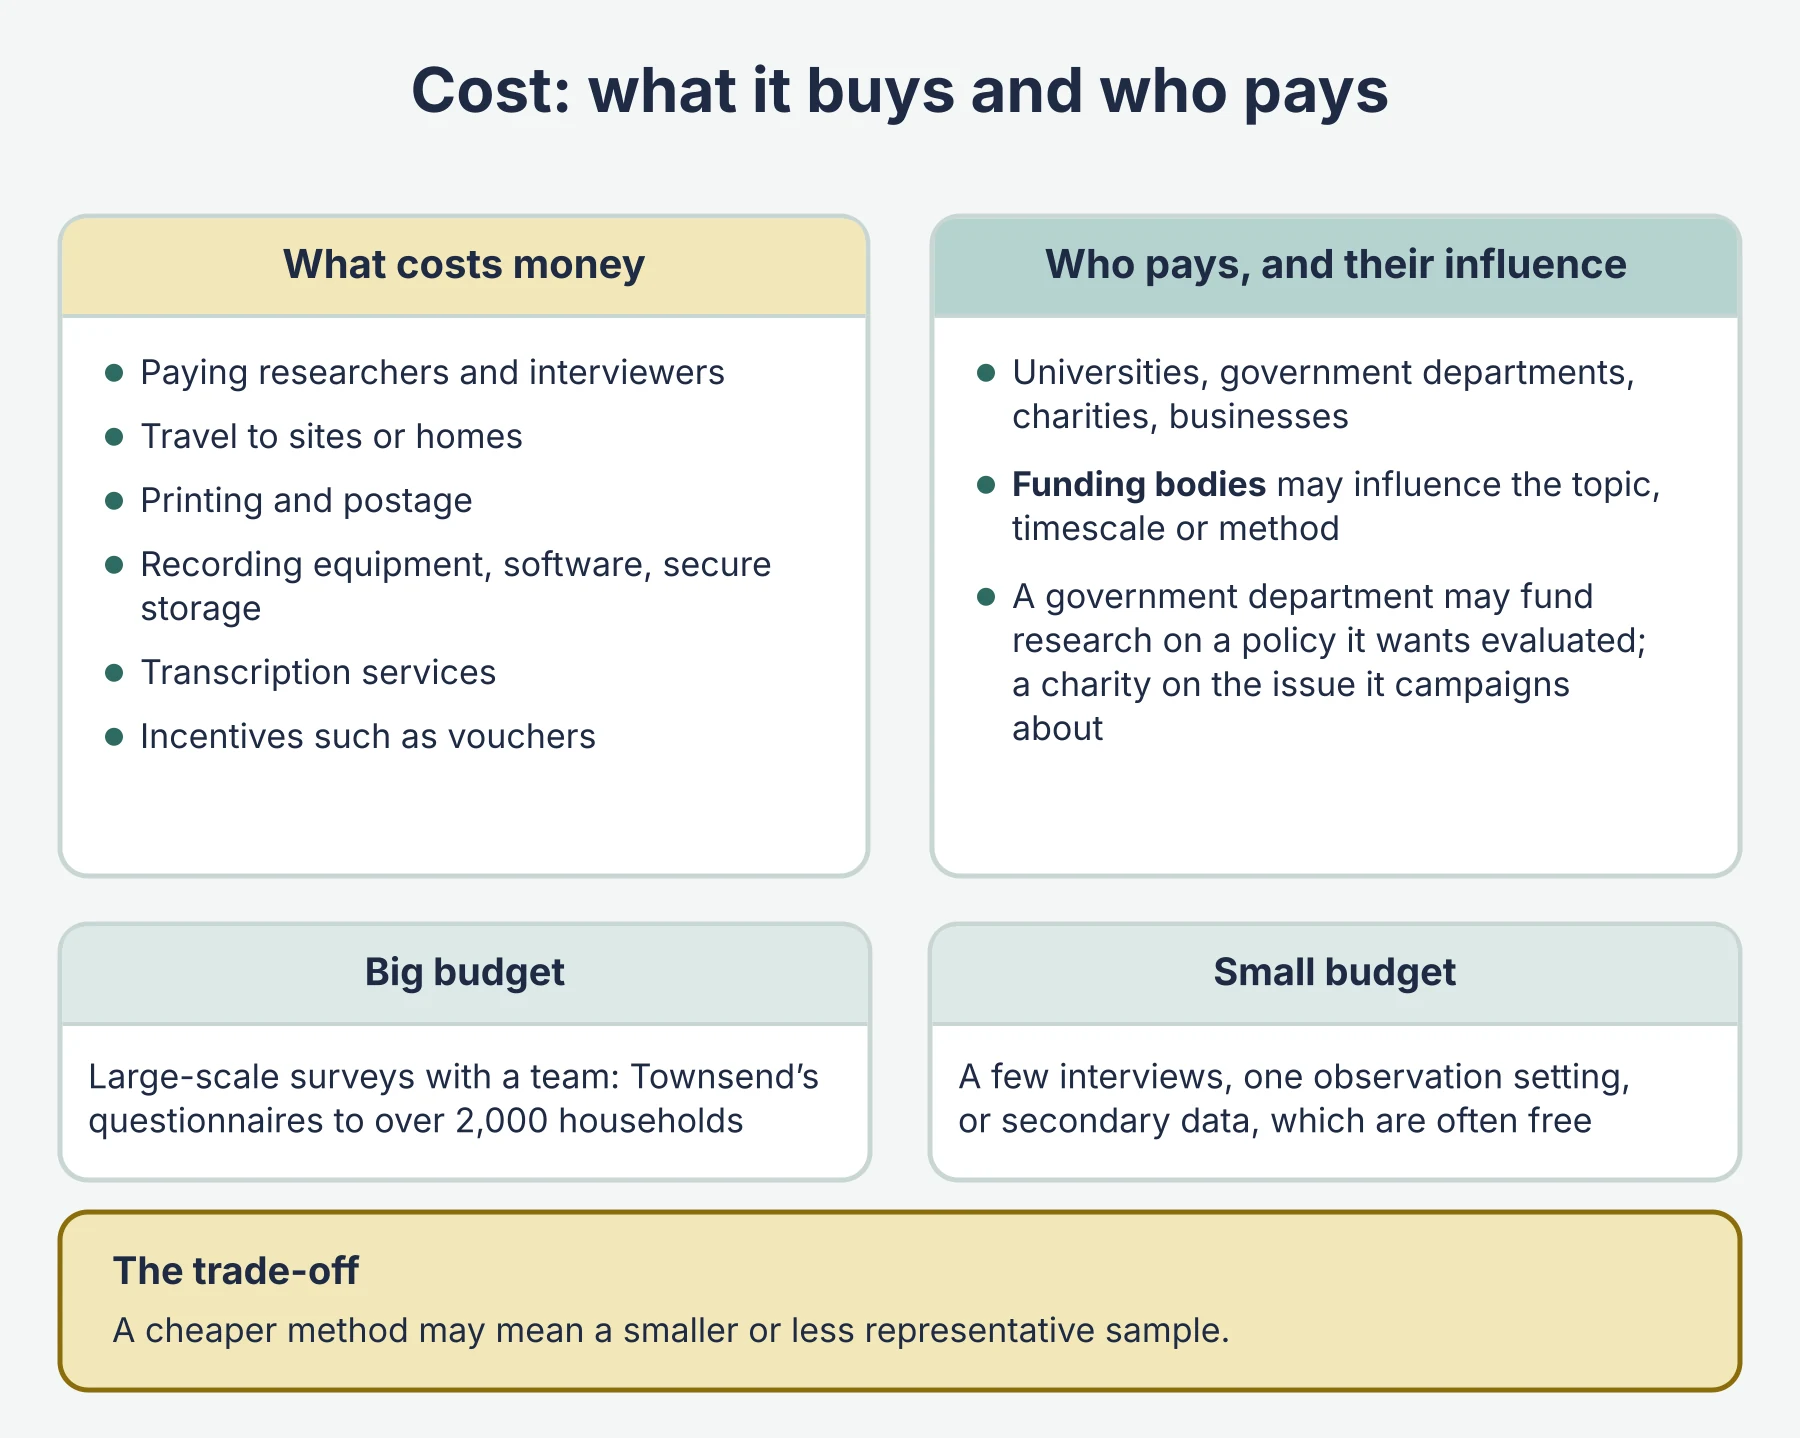 Cost: what it buys and who pays
What costs money
Paying researchers and interviewers
Travel to sites or homes
Printing and postage
Recording equipment, software, secure
storage
Transcription services
Incentives such as vouchers
Who pays, and their influence
Universities, government departments,
charities, businesses
Funding bodies may influence the topic,
timescale or method
A government department may fund
research on a policy it wants evaluated;
a charity on the issue it campaigns
about
Big budget
Large-scale surveys with a team: Townsend’s
questionnaires to over 2,000 households
Small budget
A few interviews, one observation setting,
or secondary data, which are often free
The trade-off
A cheaper method may mean a smaller or less representative sample.